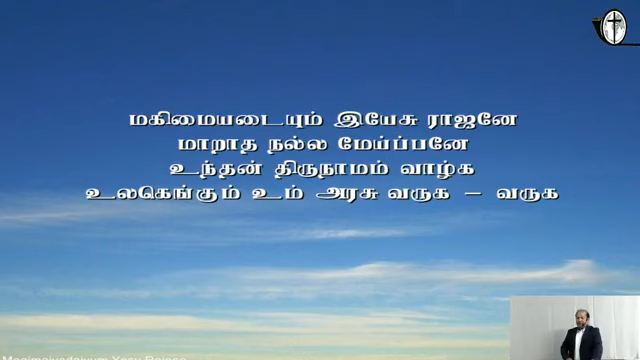 மகிமையடையும் இயேசு ராஜனே
மாறாத நல்ல மேய்ப்பனே
உந்தன் திருநாமம் வாழ்க
உலகெங்கும் உம் அரசு வருக – வருக
Magimaiyadaiyum Yesu Rajane